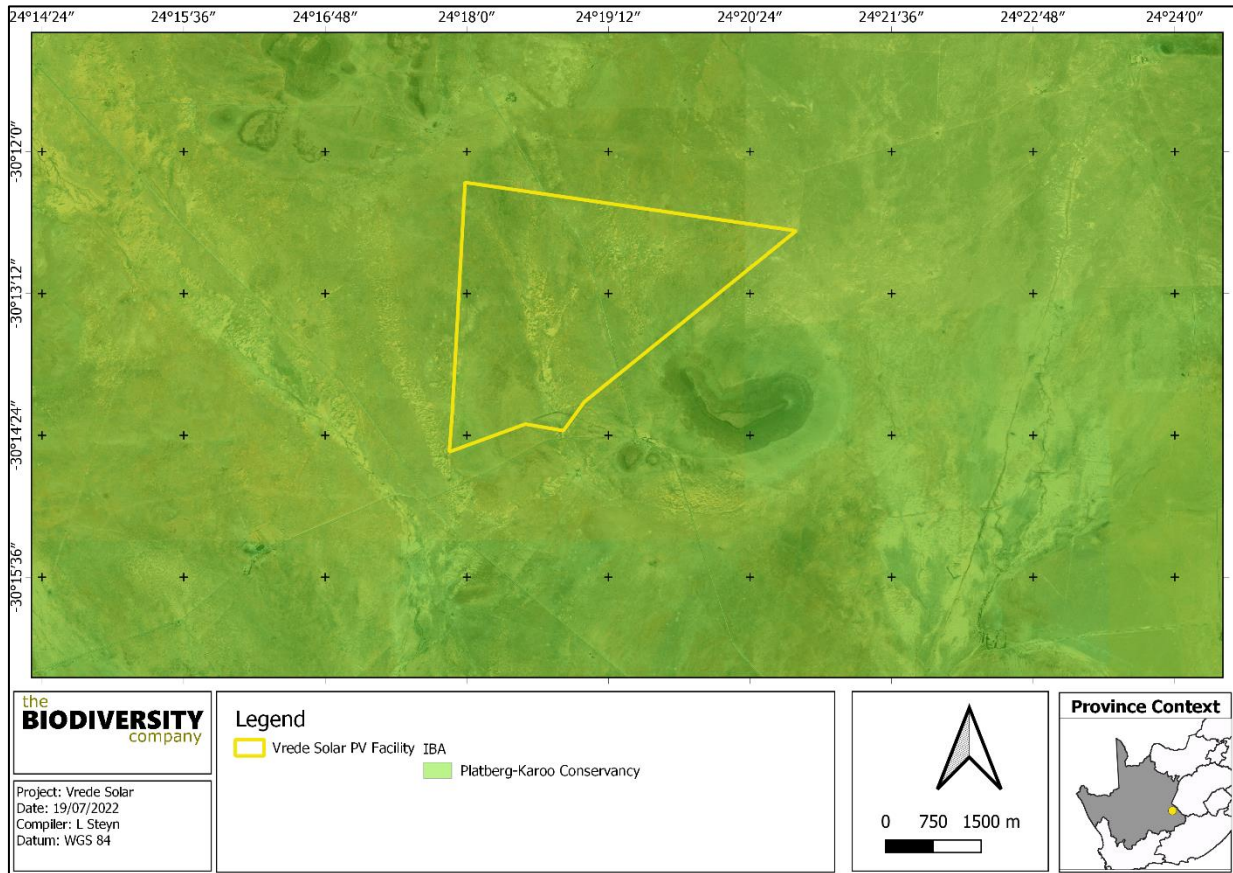 24°14′24″ 24°15′36″ 24°16′48″ 24°18′0″ 24°19′12″ 24°20′24″ 24°21′36″ 24°22′48″ 24°24′0″
-30°12′0″
-30°13′12″
-30°14′24″
-30°15′36″
the
BIODIVERSITY
company
Project: Vrede Solar
Date: 19/07/2022
Compiler: L Steyn
Datum: WGS 84
Legend
Vrede Solar PV Facility IBA
Platberg-Karoo Conservancy
0 750 1500 m
Province Context